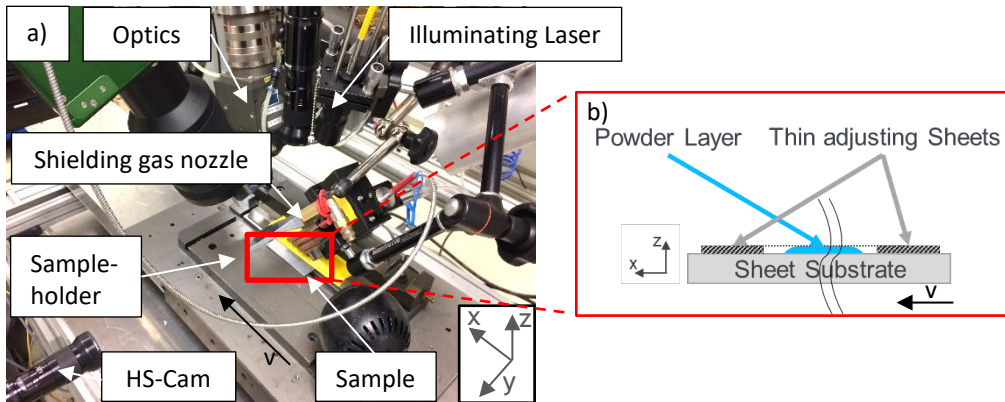 a)
Optics
Illuminating Laser
Shielding gas nozzle
Sample-
holder
HS-Cam
Sample
v
x
z
y
b)
Powder Layer
Thin adjusting Sheets
z
x
Sheet Substrate
v